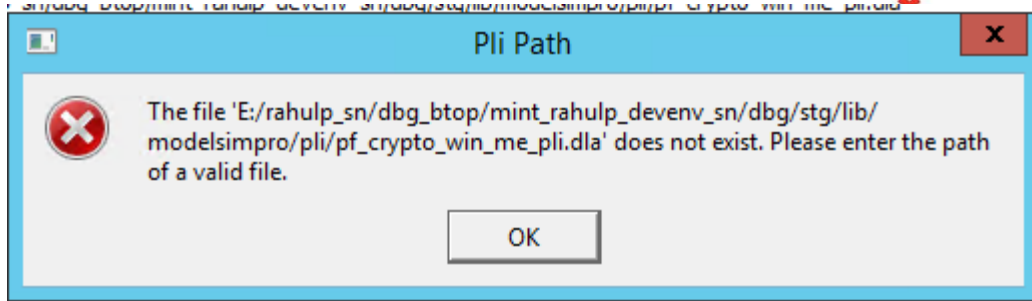 Pli Path
x
The file 'E:/rahulp_sn/dbg_btop/mint_rahulp_devenv_sn/dbg/stg/lib/
modelsimpro/pli/pf_crypto_win_me_pli.dla' does not exist. Please enter the path
of a valid file.
OK